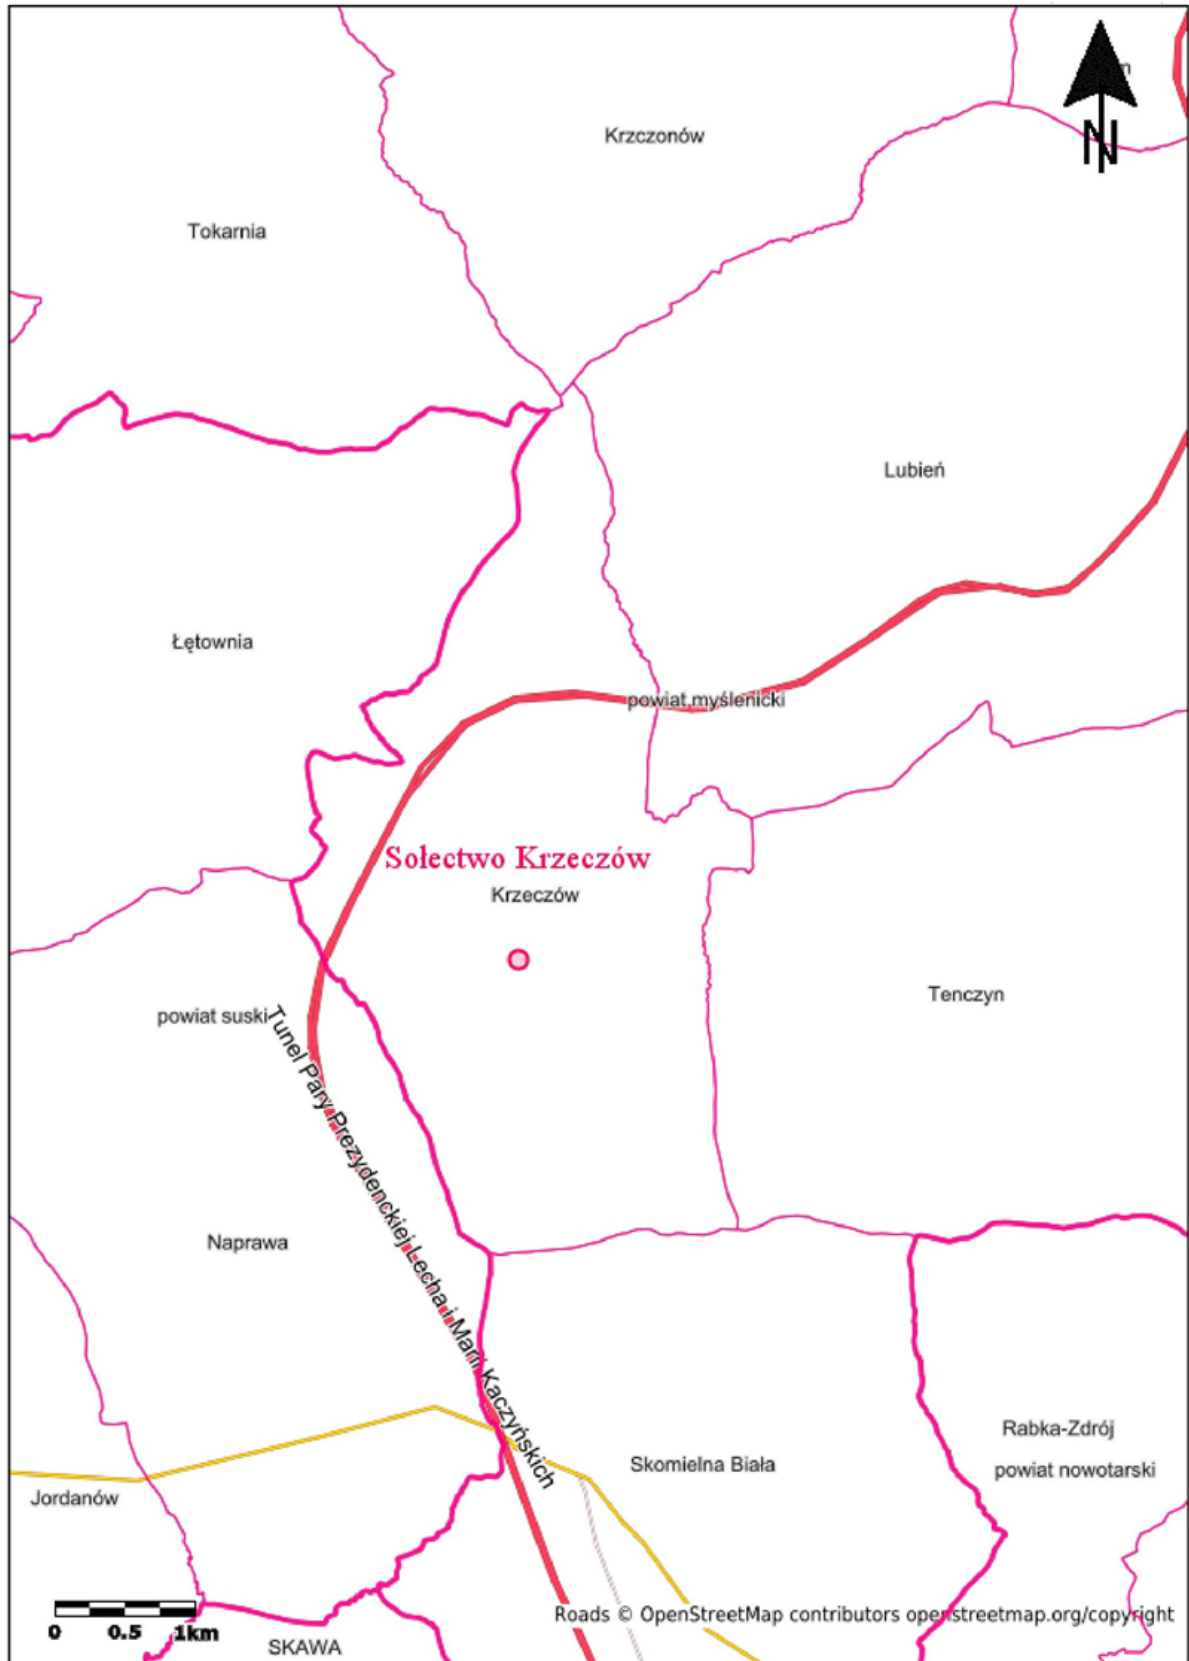 N
Krzczonów
Tokarnia
Lubień
Łętownia
powiat myślenicki
Sołectwo Krzeczów
Krzeczów
Tenczyn
powiat suski
Tunel Pary Prezydenckiej Lecha i Marii Kaczyńskich
Naprawa
Rabka-Zdrój
Skomielna Biała
powiat nowotarski
Jordanów
Roads © OpenStreetMap contributors openstreetmap.org/copyright
0 0.5 1km
SKAWA